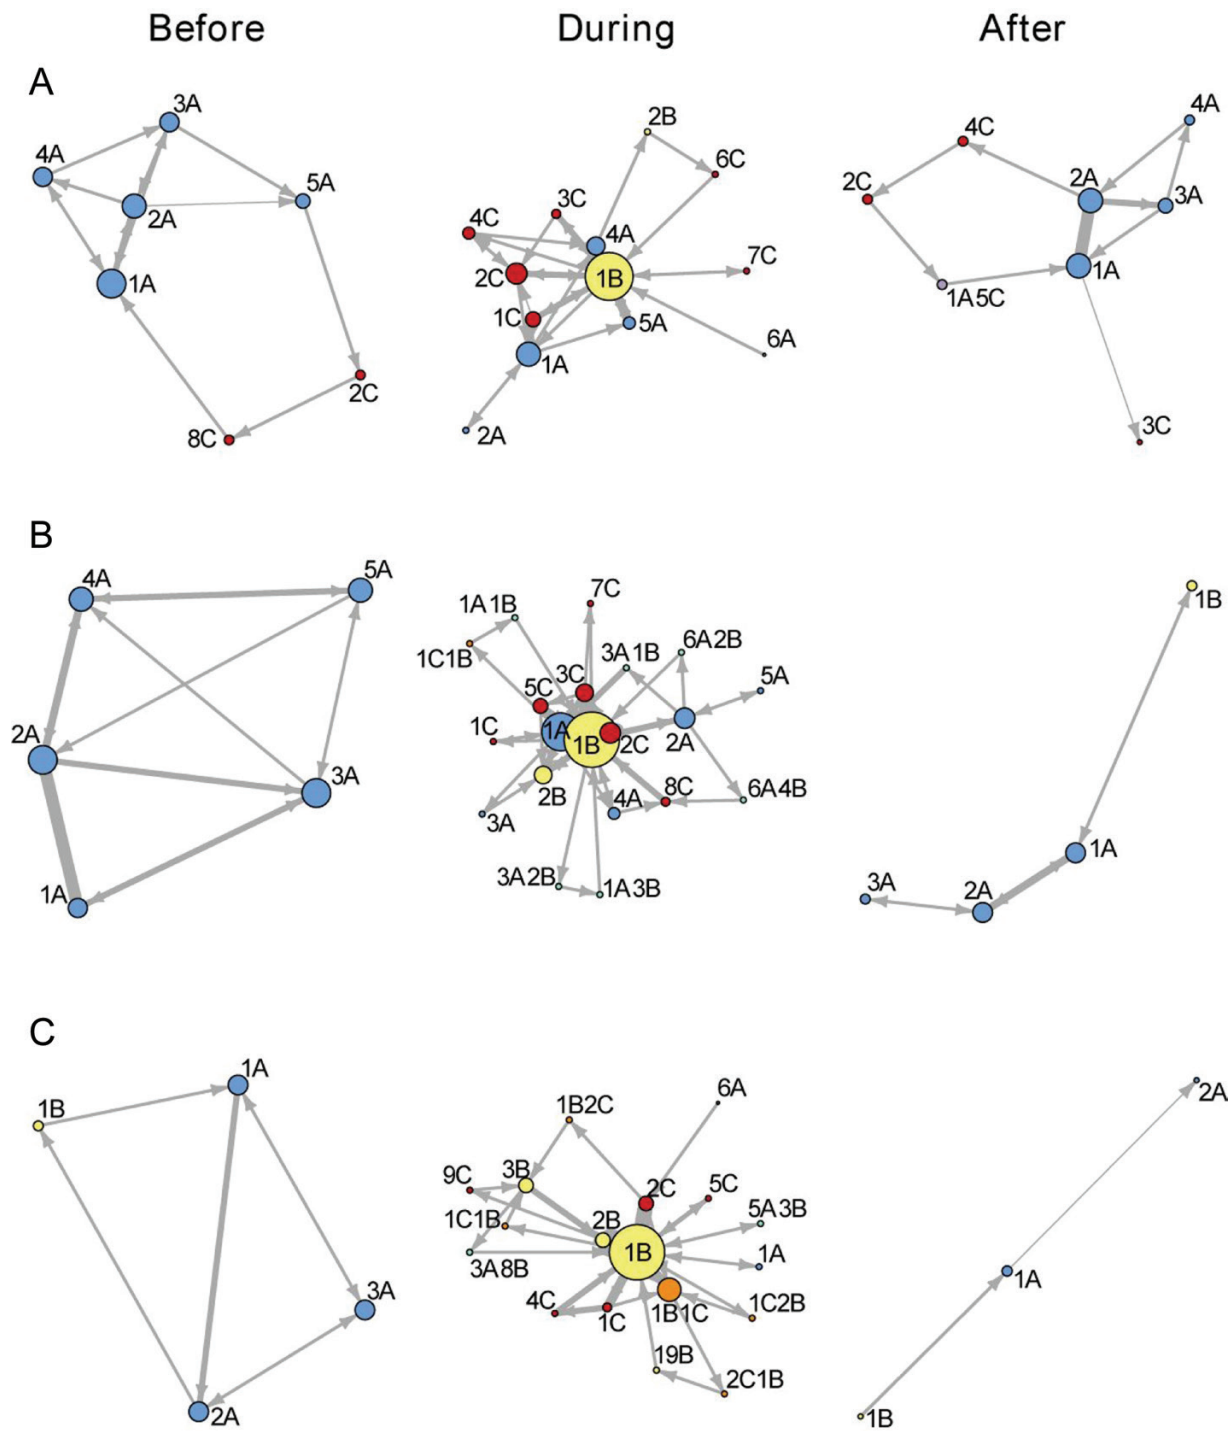 Before During After
A
3A
4A
2A
5A
1A
2C
8C
2B
6C
3C
4C
4A
7C
2C
1B
1C
5A
6A
1A
2A
4A
4C
2A
2C
3A
1A
1A5C
3C
B
4A
5A
2A
3A
1A
7C
1A1B
1C1B
3A1B
6A2B
3C
5A
5C
1C
1A
1B
2C
2A
2B
4A
8C
6A4B
3A
3A2B
1A3B
1B
1A
3A
2A
C
1A
1B
3A
2A
6A
1B2C
9C
3B
2C
5C
1C1B
2B
5A3B
1B
1A
3A8B
4C
1C
1B1C
1C2B
19B
2C1B
2A
1A
1B